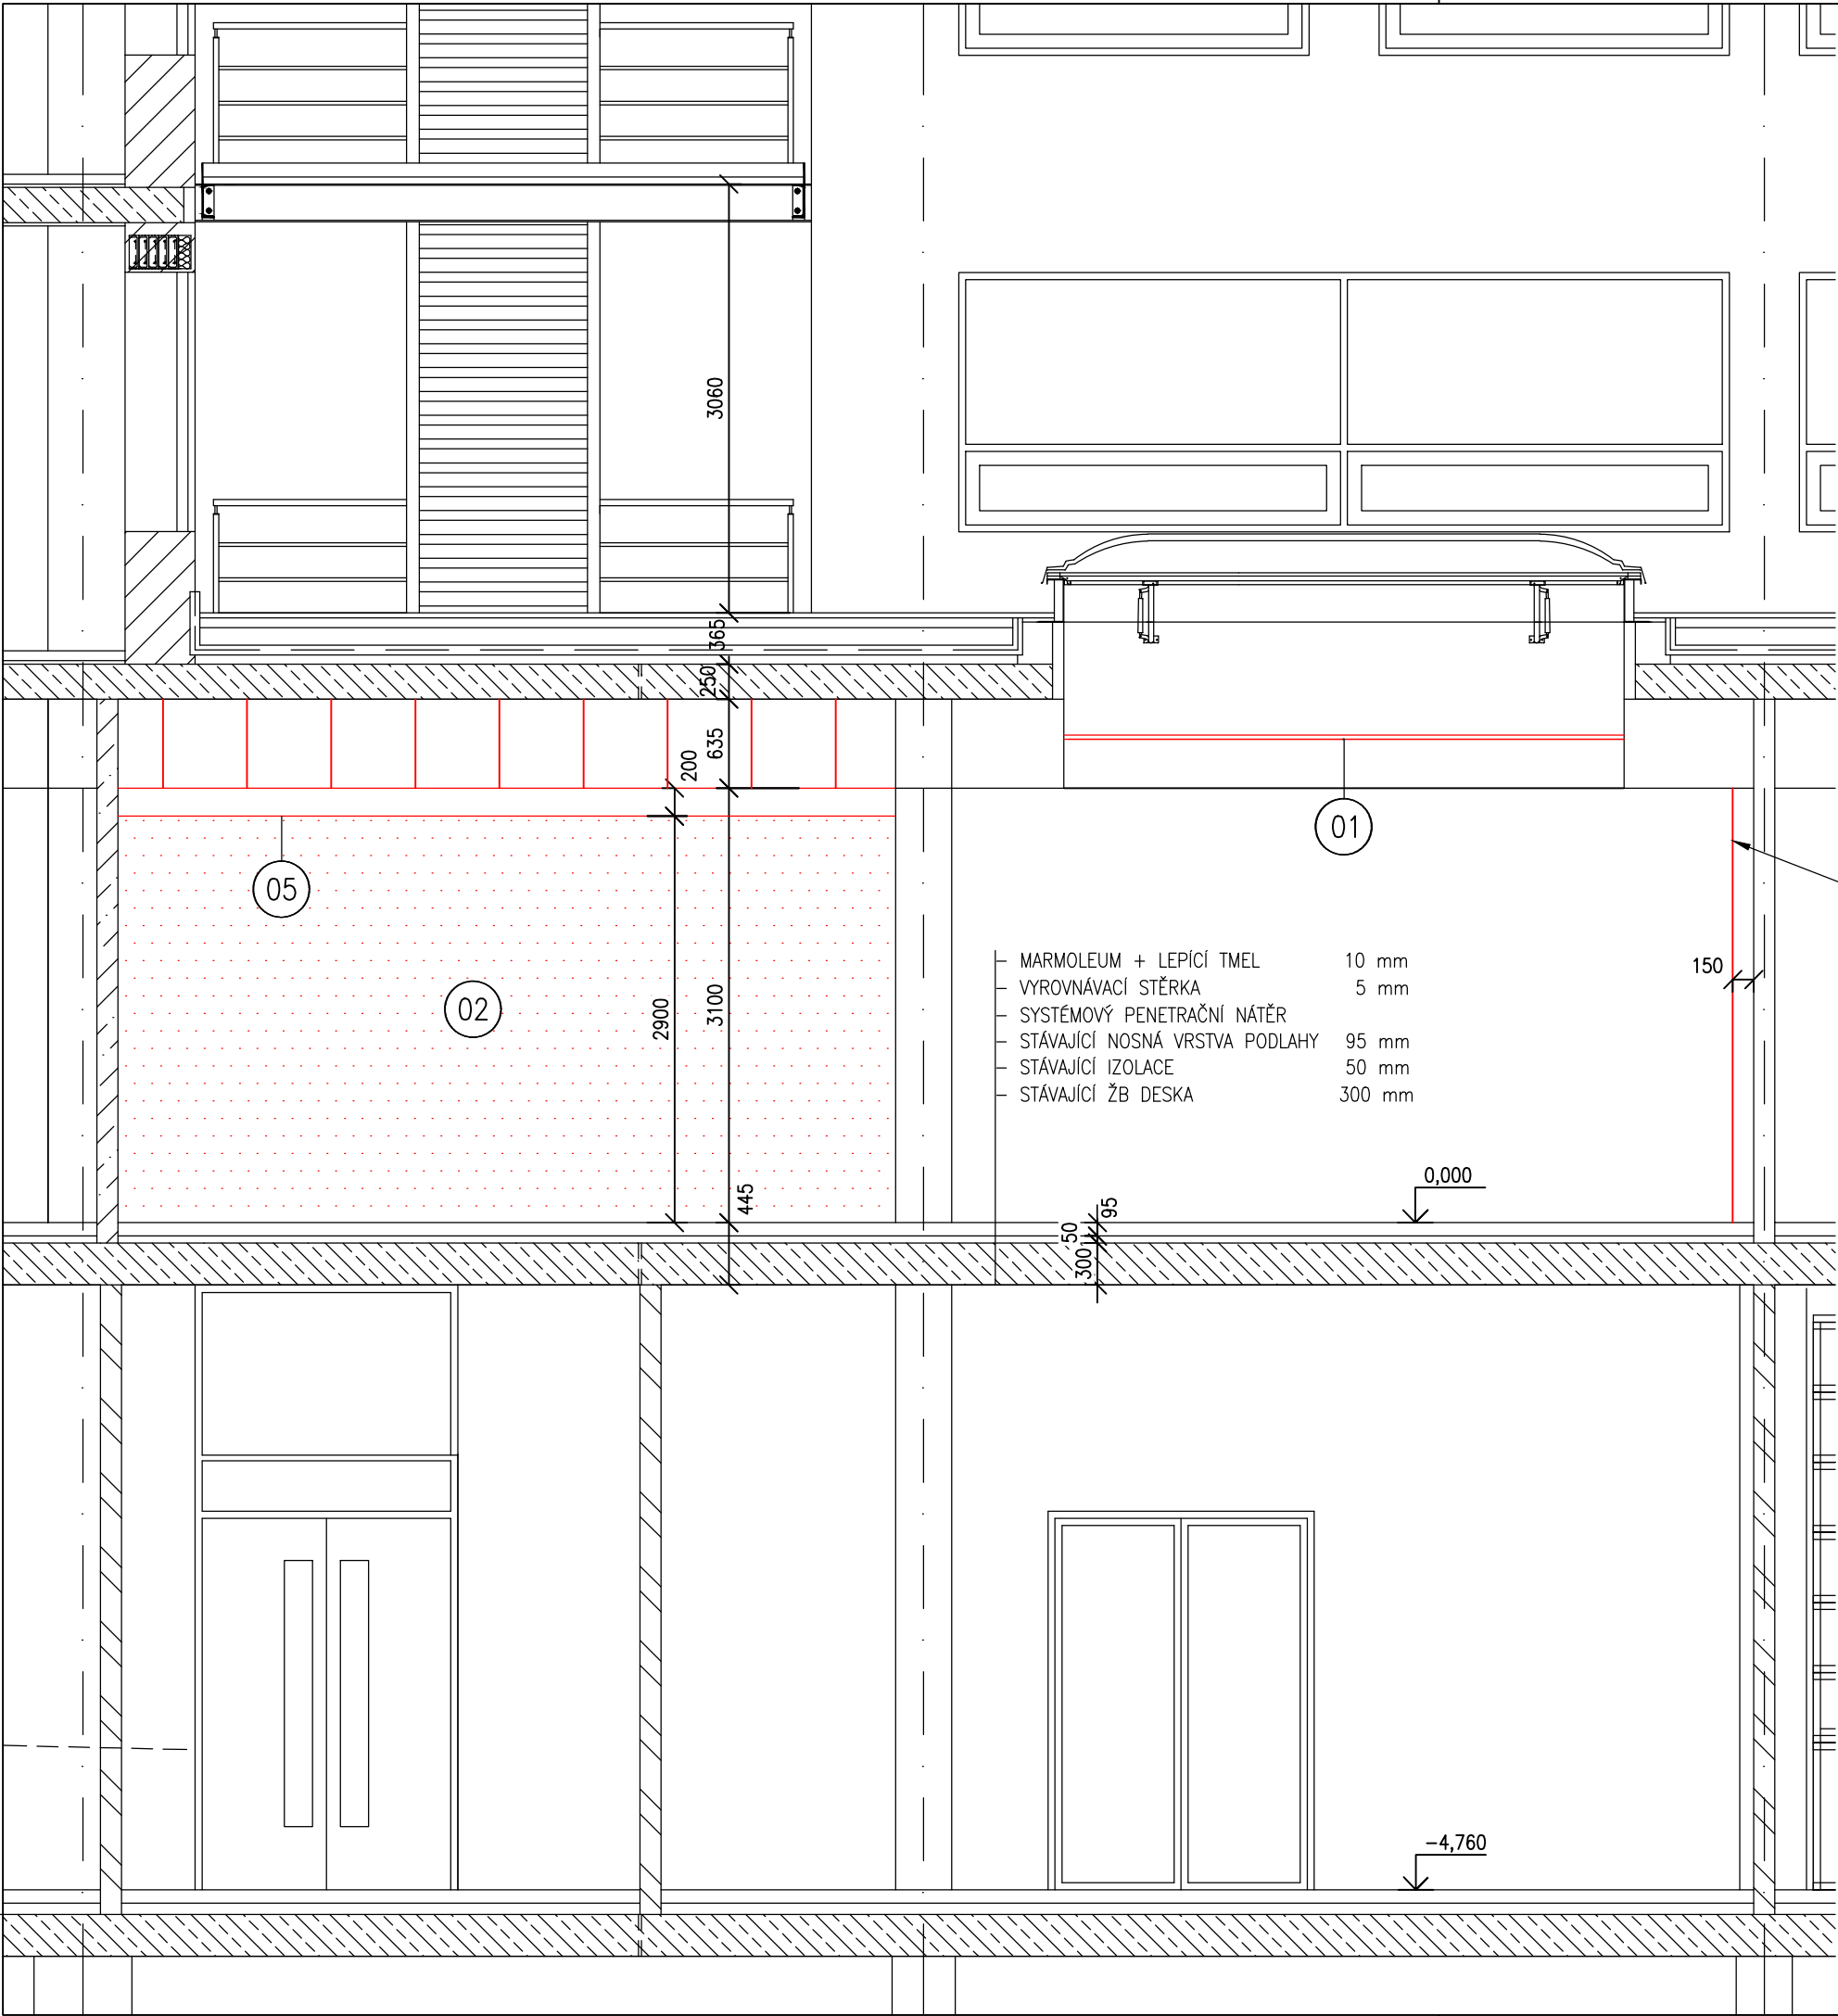 3060
365
250
635
200
01
05
MARMOLEUM + LEPÍCÍ TMEL 10 mm
VYROVNÁVACÍ STĚRKA 5 mm
SYSTÉMOVÝ PENETRAČNÍ NÁTĚR
STÁVAJÍCÍ NOSNÁ VRSTVA PODLAHY 95 mm
STÁVAJÍCÍ IZOLACE 50 mm
STÁVAJÍCÍ ŽB DESKA 300 mm
150
02
2900
3100
445
0,000
95
50
300
-4,760